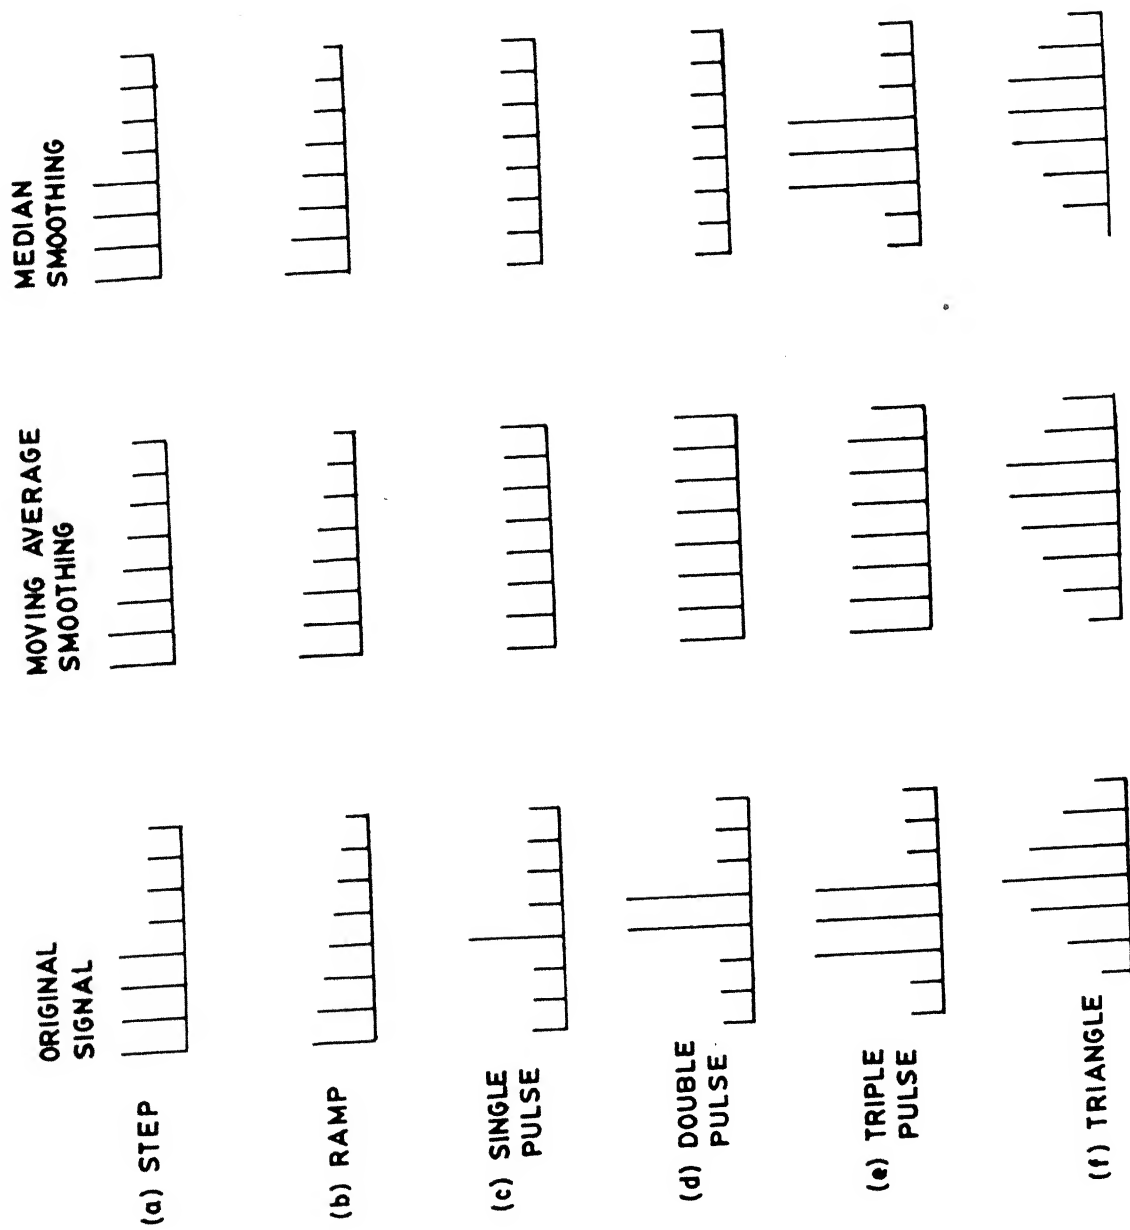 ORIGINAL
SIGNAL
MOVING AVERAGE
SMOOTHING
MEDIAN
SMOOTHING
(a) STEP
(b) RAMP
(c) SINGLE
PULSE
(d) DOUBLE
PULSE
(e) TRIPLE
PULSE
(f) TRIANGLE